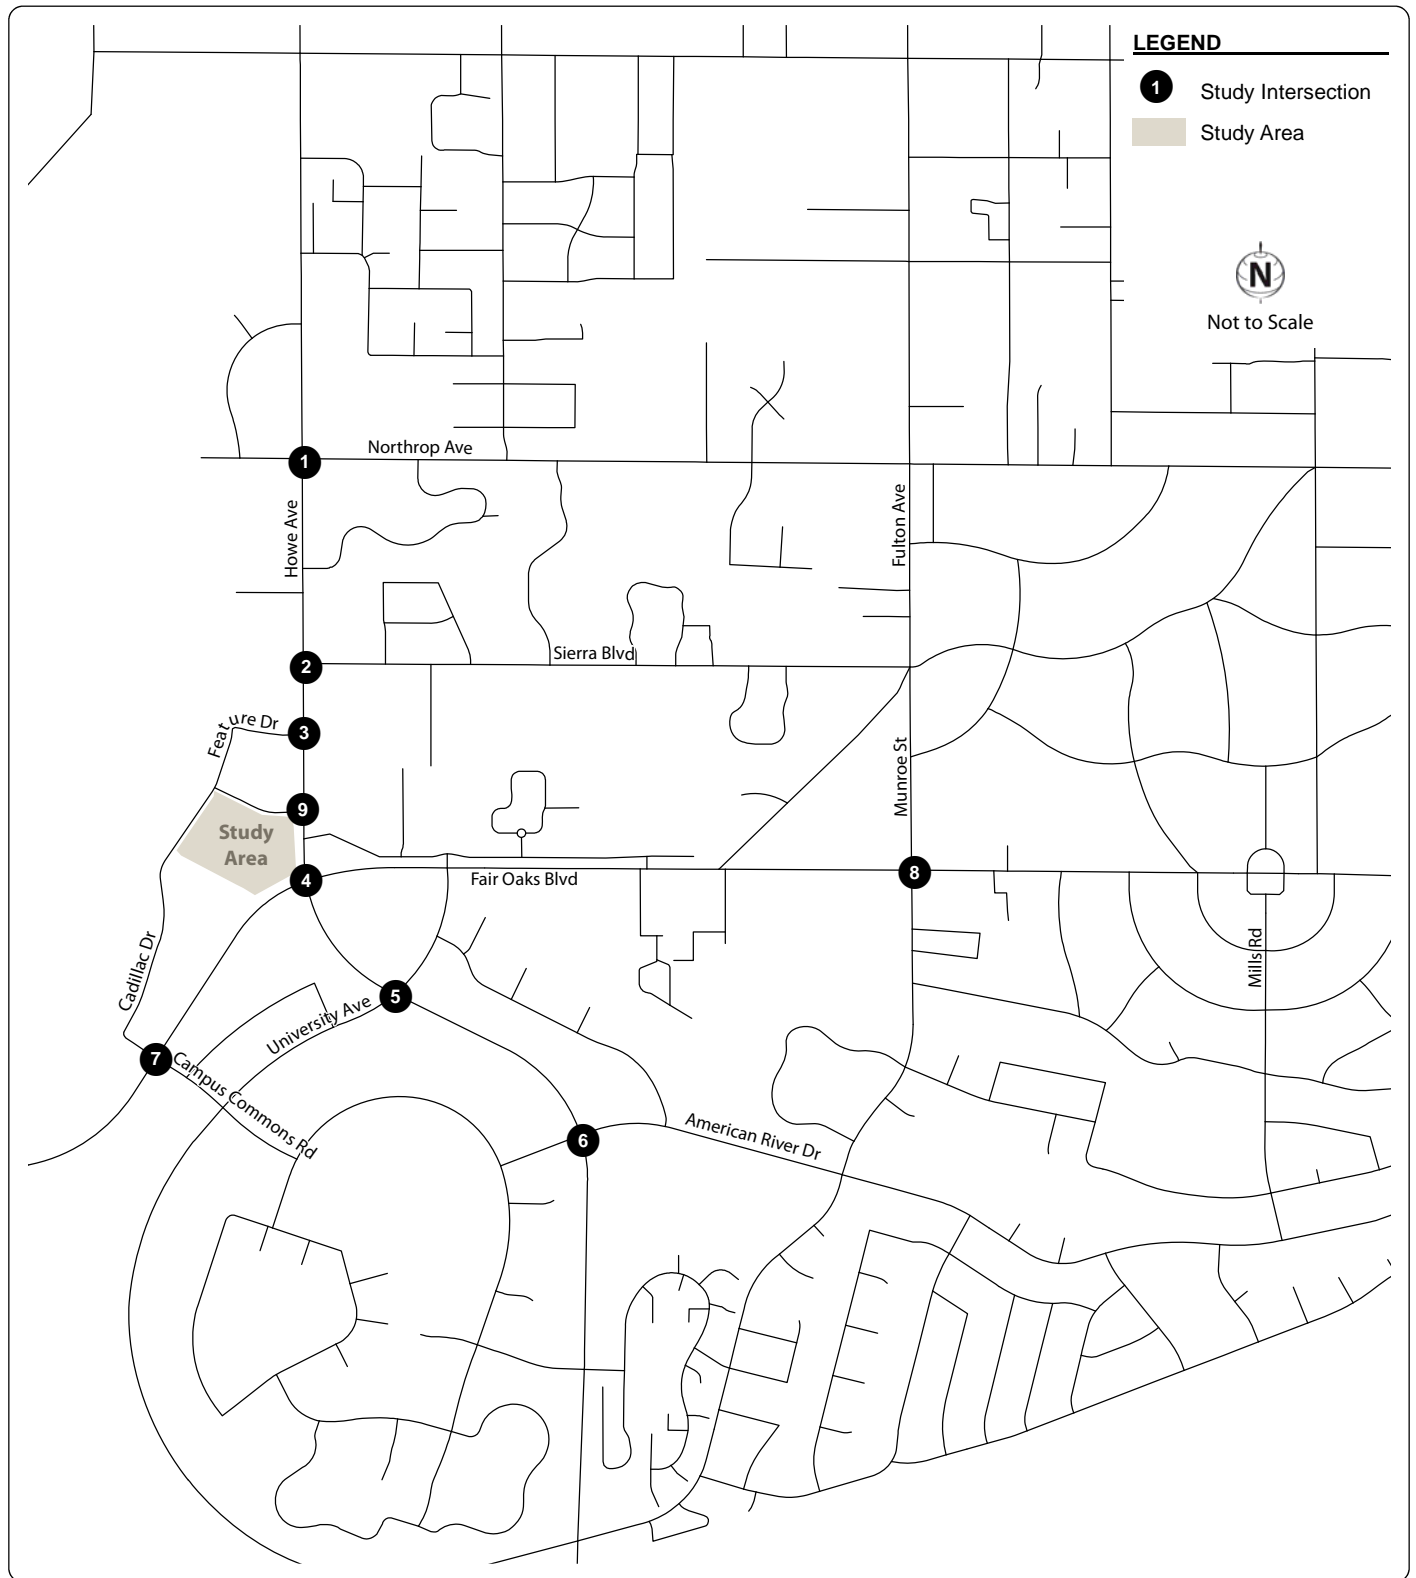 LEGEND
1
Study Intersection
Study Area
N
Not to Scale
Northrop Ave
1
Howe Ave
Fulton Ave
2
Sierra Blvd
Feature Dr
3
Munroe St
9
Study
Area
4
Fair Oaks Blvd
8
Cadillac Dr
Mills Rd
5
University Ave
7
Campus Commons Rd
6
American River Dr